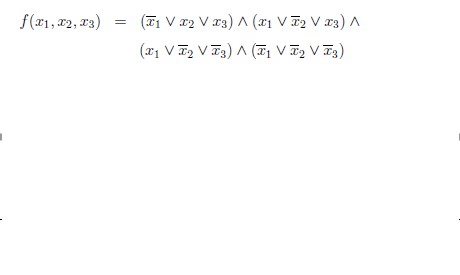 f(x₁, x₂, x₃) = (x̅₁ ∨ x₂ ∨ x₃) ∧ (x₁ ∨ x̅₂ ∨ x₃) ∧
(x₁ ∨ x̅₂ ∨ x̅₃) ∧ (x̅₁ ∨ x̅₂ ∨ x̅₃)